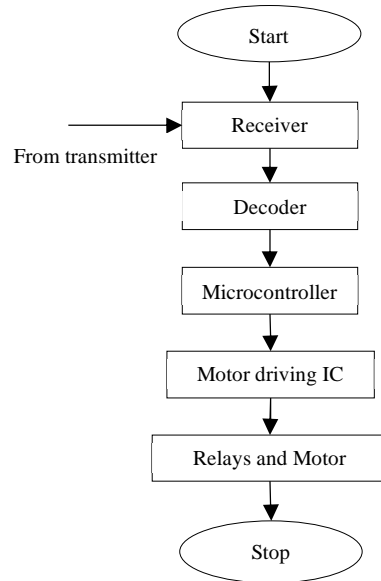 Start
Receiver
From transmitter
Decoder
Microcontroller
Motor driving IC
Relays and Motor
Stop